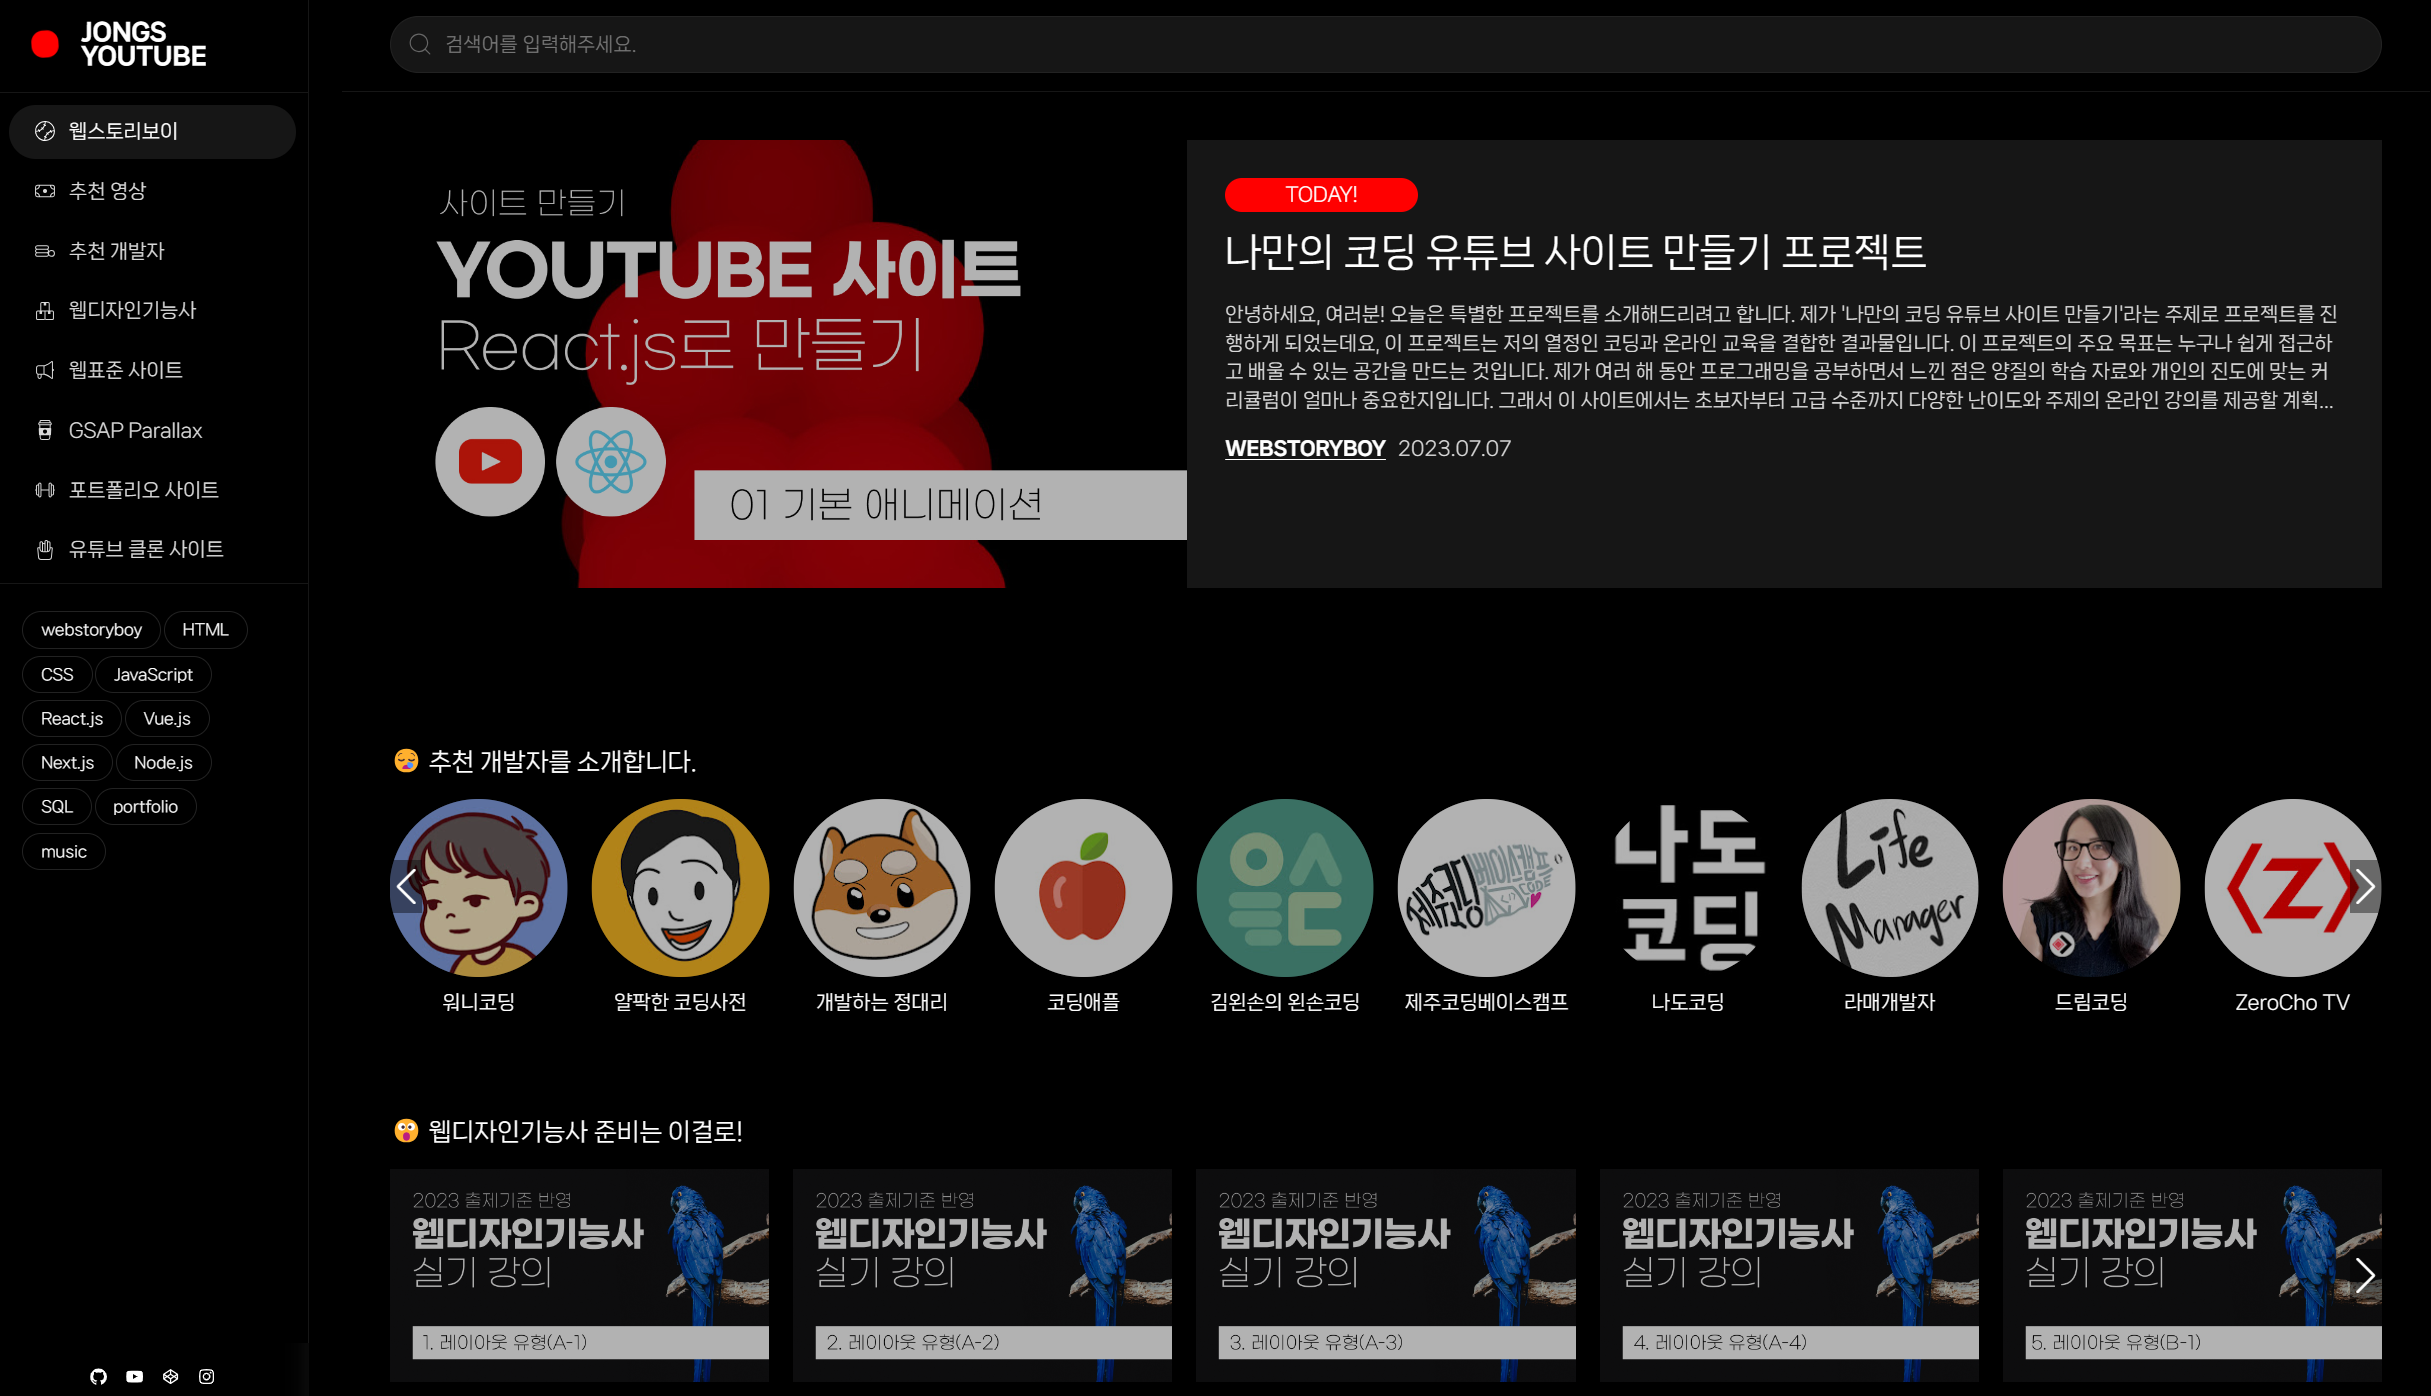 JONGS
YOUTUBE
검색어를 입력해주세요.
웹스토리보이
추천 영상
추천 개발자
웹디자인기능사
웹표준 사이트
GSAP Parallax
포트폴리오 사이트
유튜브 클론 사이트
webstoryboy
HTML
CSS
JavaScript
React.js
Vue.js
Next.js
Node.js
SQL
portfolio
music
사이트 만들기
YOUTUBE 사이트
React.js로 만들기
01 기본 애니메이션
TODAY!
나만의 코딩 유튜브 사이트 만들기 프로젝트
안녕하세요, 여러분! 오늘은 특별한 프로젝트를 소개해드리려고 합니다. 제가 '나만의 코딩 유튜브 사이트 만들기'라는 주제로 프로젝트를 진
행하게 되었는데요, 이 프로젝트는 저의 열정인 코딩과 온라인 교육을 결합한 결과물입니다. 이 프로젝트의 주요 목표는 누구나 쉽게 접근하
고 배울 수 있는 공간을 만드는 것입니다. 제가 여러 해 동안 프로그래밍을 공부하면서 느낀 점은 양질의 학습 자료와 개인의 진도에 맞는 커
리큘럼이 얼마나 중요한지입니다. 그래서 이 사이트에서는 초보자부터 고급 수준까지 다양한 난이도와 주제의 온라인 강의를 제공할 계획...
WEBSTORYBOY 2023.07.07
😪 추천 개발자를 소개합니다.
제주코딩
베이스캠프
CODE
나도
코딩
Life
Manager
Z
워니코딩
얄팍한 코딩사전
개발하는 정대리
코딩애플
김왼손의 왼손코딩
제주코딩베이스캠프
나도코딩
라매개발자
드림코딩
ZeroCho TV
😲 웹디자인기능사 준비는 이걸로!
2023 출제기준 반영
웹디자인기능사
실기 강의
1. 레이아웃 유형(A-1)
2023 출제기준 반영
웹디자인기능사
실기 강의
2. 레이아웃 유형(A-2)
2023 출제기준 반영
웹디자인기능사
실기 강의
3. 레이아웃 유형(A-3)
2023 출제기준 반영
웹디자인기능사
실기 강의
4. 레이아웃 유형(A-4)
2023 출제기준 반영
웹디자인기능사
실기 강의
5. 레이아웃 유형(B-1)